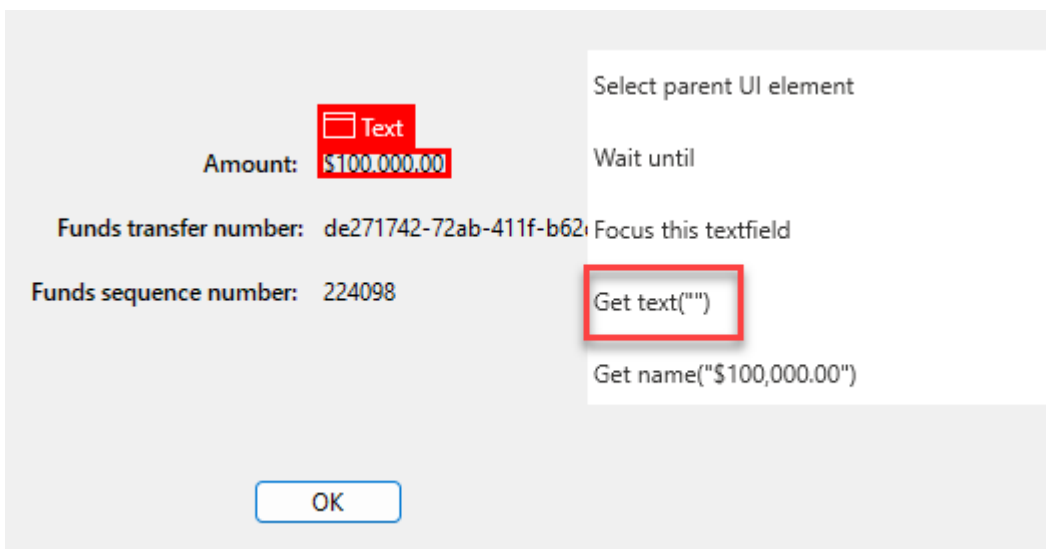 Select parent UI element
Text
Amount: $100,000.00
Wait until
Funds transfer number: de271742-72ab-411f-b62
Focus this textfield
Funds sequence number: 224098
Get text("")
Get name("$100,000.00")
OK